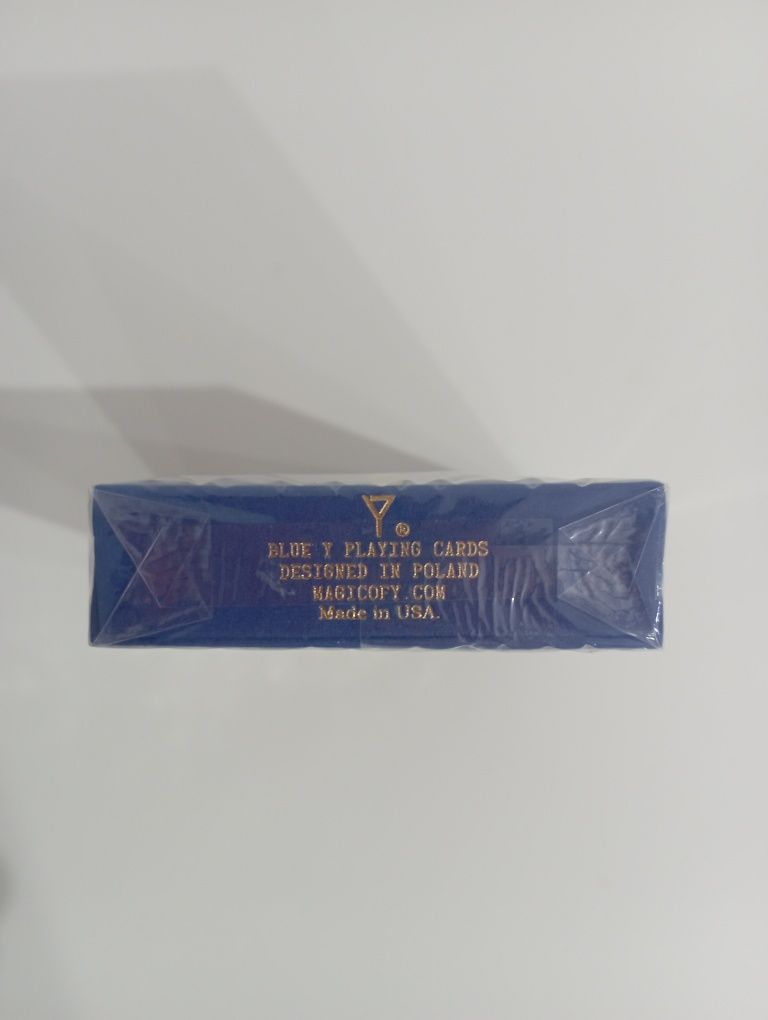 Y ®
BLUE Y PLAYING CARDS
DESIGNED IN POLAND
MAGICOFY.COM
Made in USA.